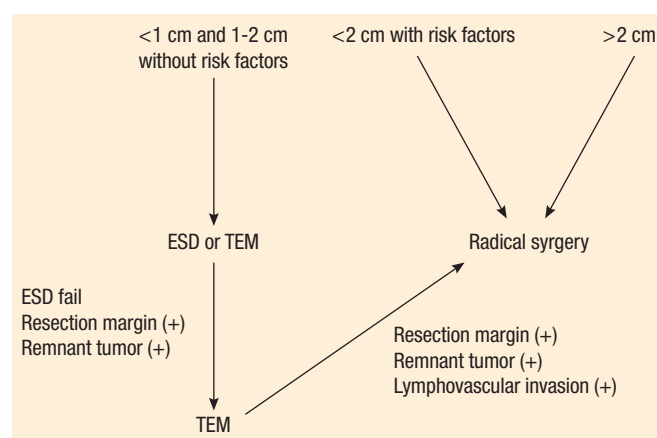 <1 cm and 1-2 cm
without risk factors
<2 cm with risk factors
>2 cm
ESD or TEM
Radical syrgery
ESD fail
Resection margin (+)
Remnant tumor (+)
Resection margin (+)
Remnant tumor (+)
Lymphovascular invasion (+)
TEM